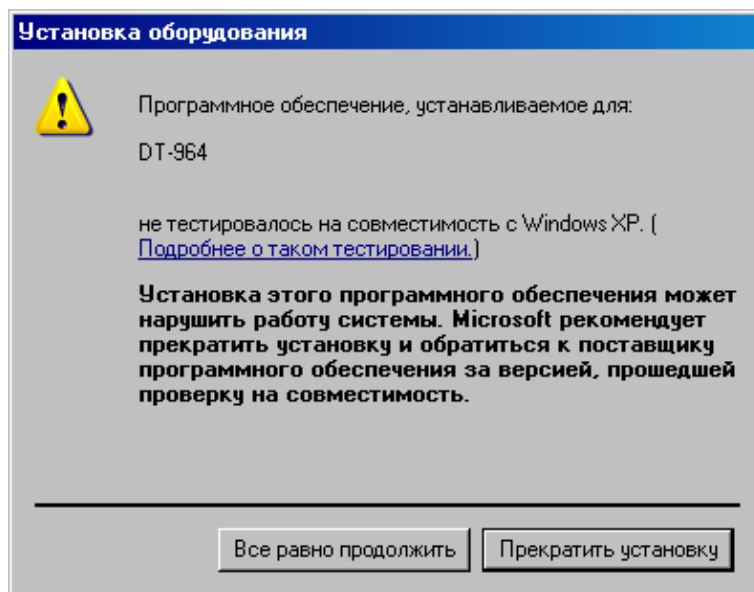 Установка оборудования
Программное обеспечение, устанавливаемое для:
DT-964
не тестировалось на совместимость с Windows XP. (
Подробнее о таком тестировании.)
Установка этого программного обеспечения может
нарушить работу системы. Microsoft рекомендует
прекратить установку и обратиться к поставщику
программного обеспечения за версией, прошедшей
проверку на совместимость.
Все равно продолжить
Прекратить установку